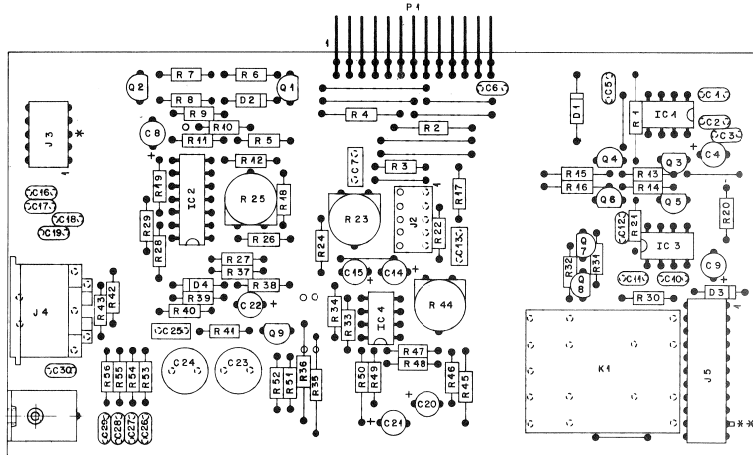 P1
1
R7
R6
Q2
Q1
R8
D2
R9
R10
C8
+
R11
R5
R12
R19
IC2
R25
R18
R29
R28
R26
R27
R37
D4
R38
R39
R40
C22
+
C25
R41
Q9
C24
C23
R52
R51
R36
R35
J3
*
1
C16
C17
C18
C19
J4
R43
R42
C30
R56
R55
R54
R53
C29
C28
C27
C26
C6
R4
R2
C7
R3
R17
1
J2
R23
R24
R22
C13
C15
+
C14
+
R34
R33
IC4
R44
R47
R48
R50
R49
R46
R45
+
C20
+
C21
D1
C5
R1
IC1
C1
C2
C3
+
C4
Q4
Q3
R15
R13
R16
R14
Q6
Q5
R20
C12
R21
IC3
Q7
R32
R31
Q8
C11
C10
C9
+
R30
D3
1
K1
J5
**